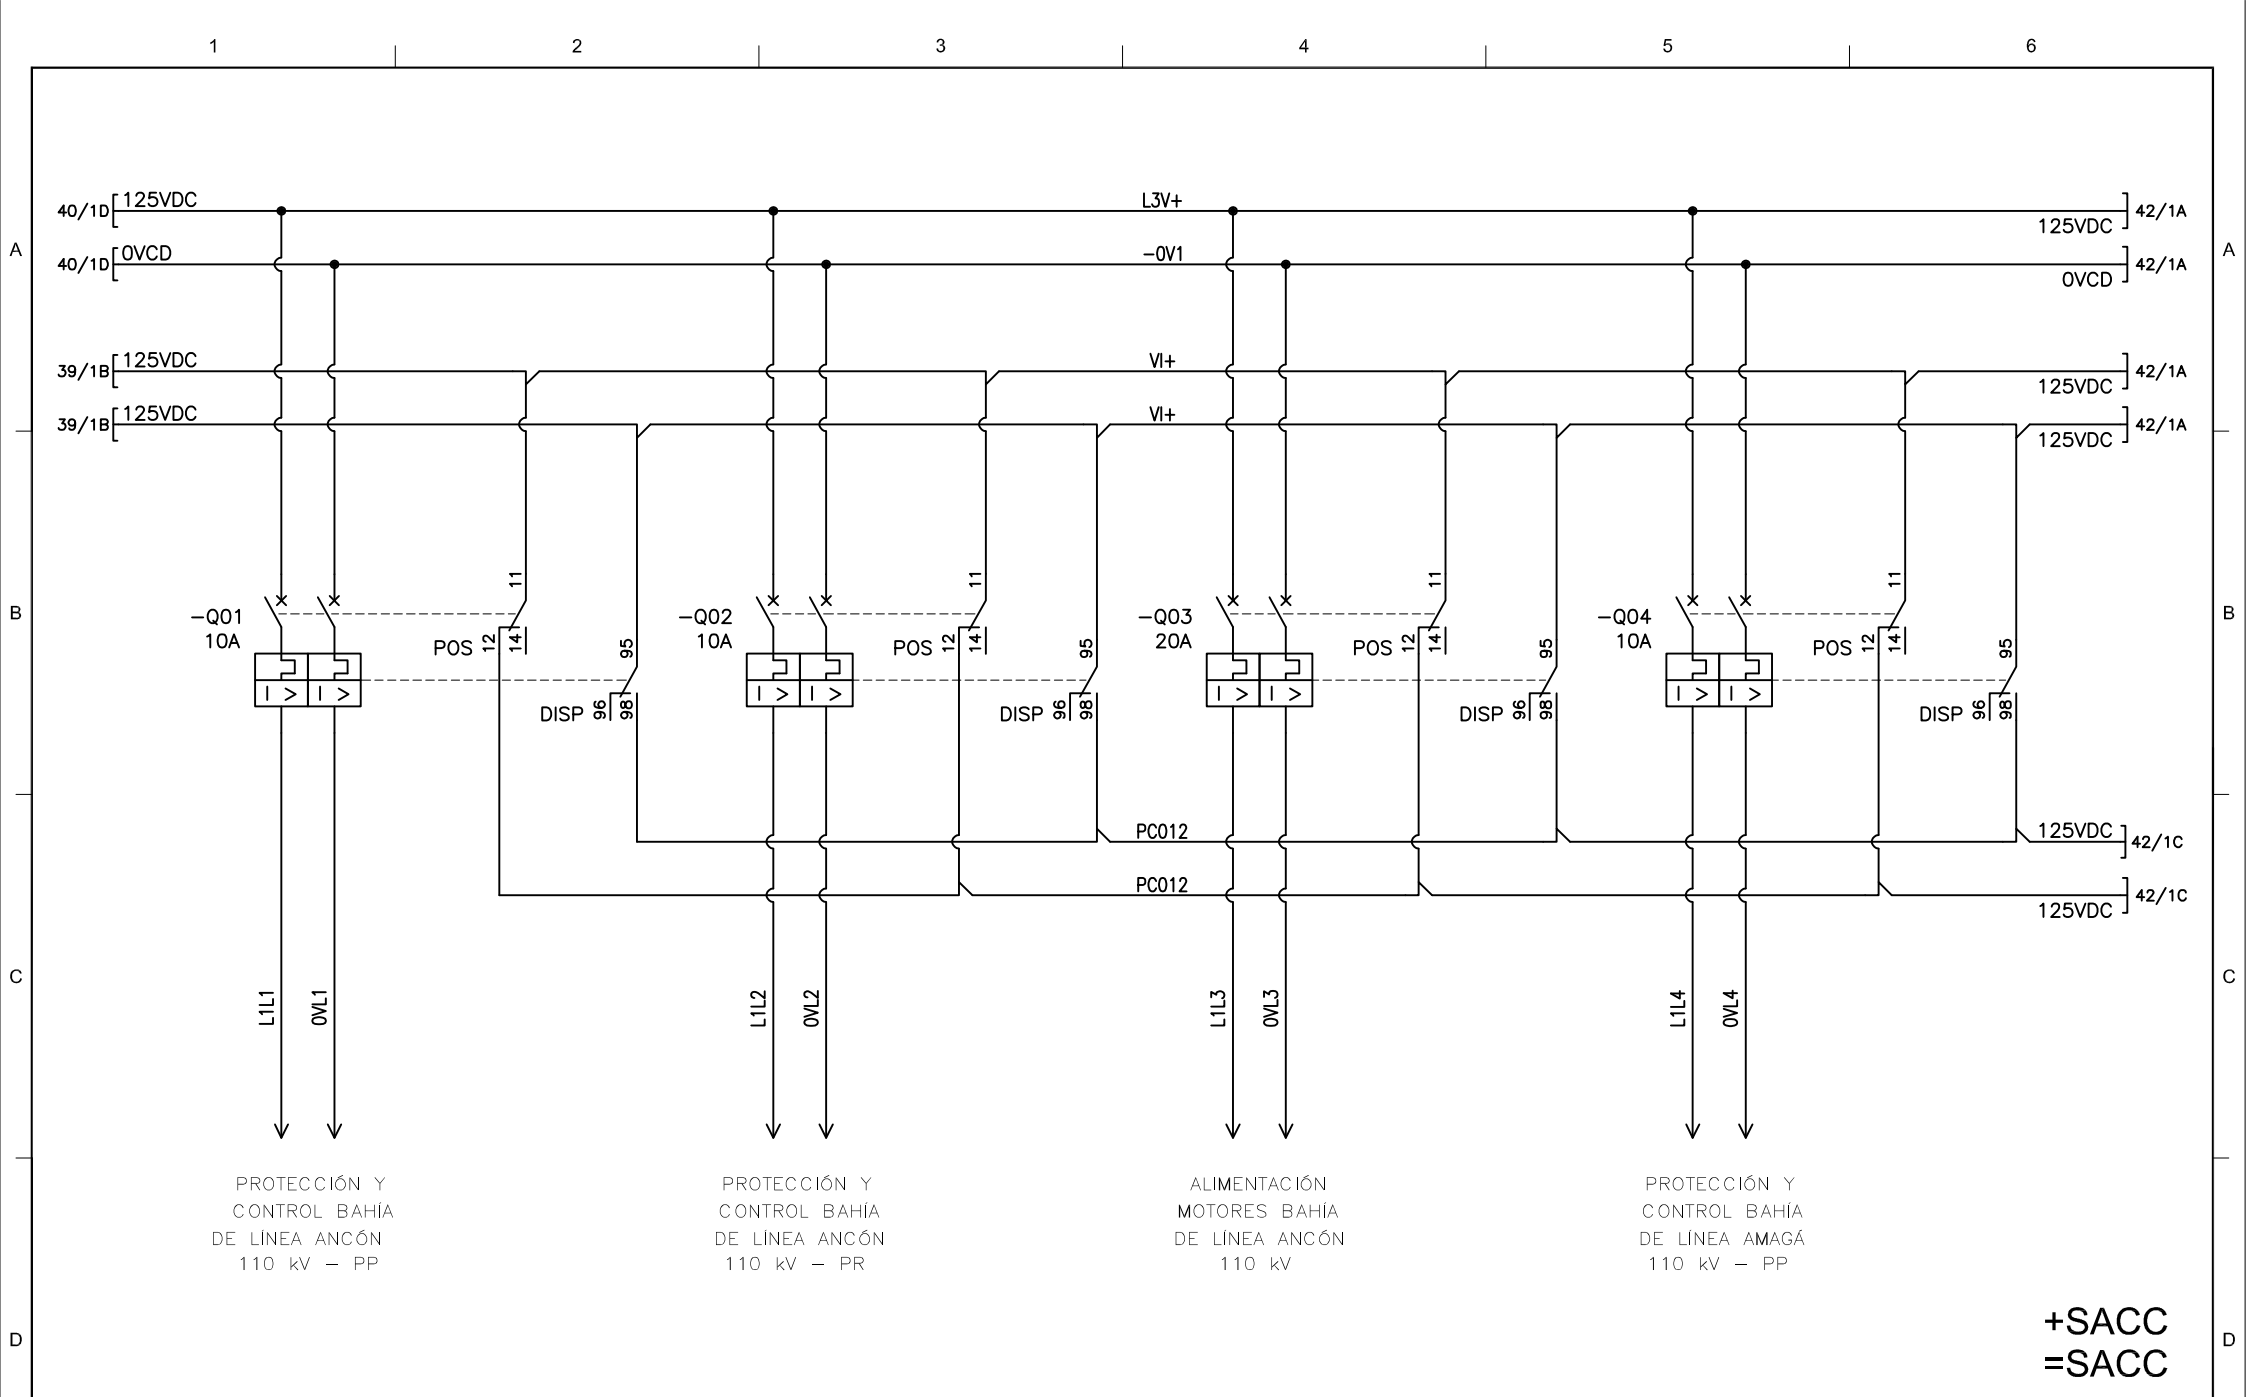 1 2 3 4 5 6
40/1D 125VDC L3V+ 125VDC 42/1A
A A
40/1D 0VCD -0V1 0VCD 42/1A
39/1B 125VDC VI+ 125VDC 42/1A
39/1B 125VDC VI+ 125VDC 42/1A
11 11 11 11
B B
-Q01 -Q02 -Q03 -Q04
10A 10A 20A 10A
POS 12 14 95 POS 12 14 95 POS 12 14 95 POS 12 14 95
I > I > I > I > I > I > I > I >
DISP 96 98 DISP 96 98 DISP 96 98 DISP 96 98
PC012 125VDC 42/1C
PC012 125VDC 42/1C
C C
L1L1 0VL1 L1L2 0VL2 L1L3 0VL3 L1L4 0VL4
PROTECCIÓN Y
CONTROL BAHÍA
DE LÍNEA ANCÓN
110 kV – PP
PROTECCIÓN Y
CONTROL BAHÍA
DE LÍNEA ANCÓN
110 kV – PR
ALIMENTACIÓN
MOTORES BAHÍA
DE LÍNEA ANCÓN
110 kV
PROTECCIÓN Y
CONTROL BAHÍA
DE LÍNEA AMAGÁ
110 kV – PP
D D
+SACC
=SACC